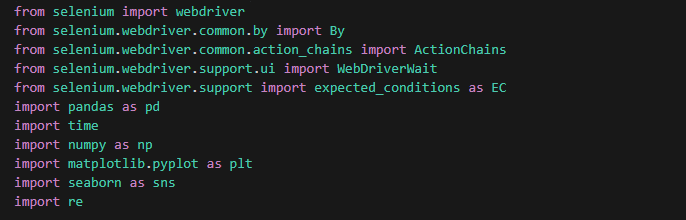 from selenium import webdriver
from selenium.webdriver.common.by import By
from selenium.webdriver.common.action_chains import ActionChains
from selenium.webdriver.support.ui import WebDriverWait
from selenium.webdriver.support import expected_conditions as EC
import pandas as pd
import time
import numpy as np
import matplotlib.pyplot as plt
import seaborn as sns
import re